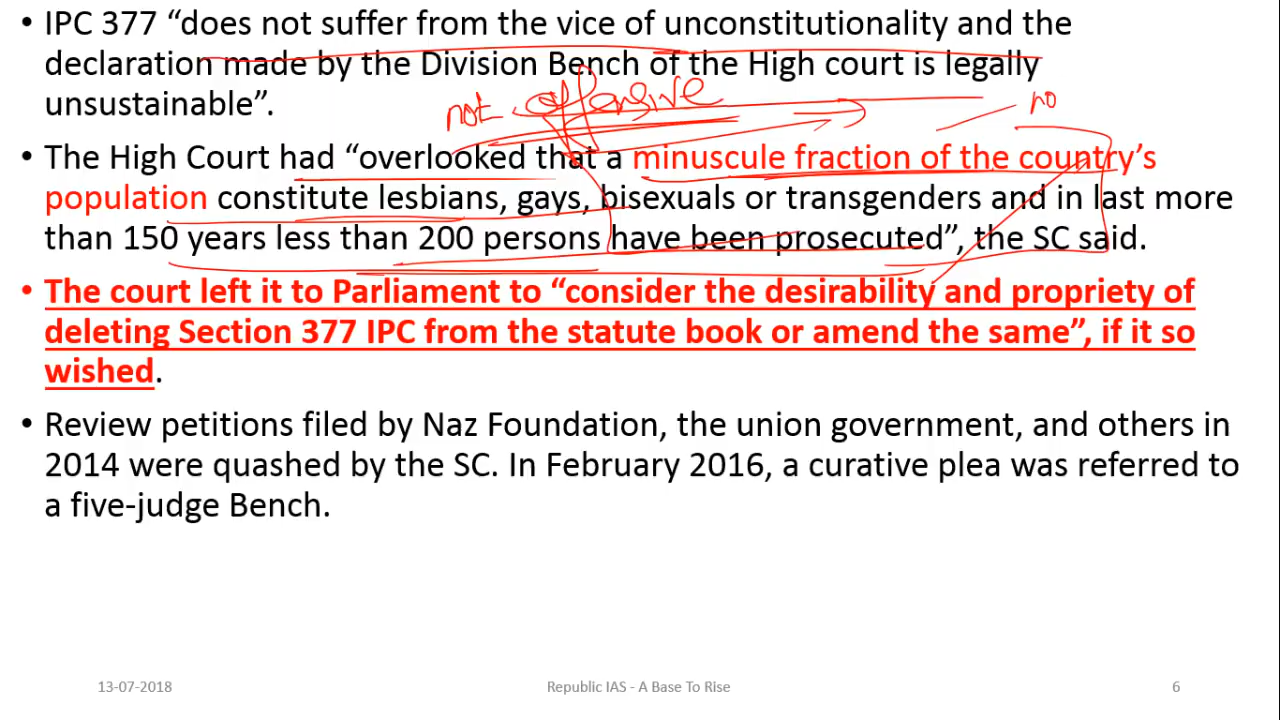 • IPC 377 “does not suffer from the vice of unconstitutionality and the
declaration made by the Division Bench of the High court is legally
unsustainable”.
not offensive
no
• The High Court had “overlooked that a minuscule fraction of the country’s
population constitute lesbians, gays, bisexuals or transgenders and in last more
than 150 years less than 200 persons have been prosecuted”, the SC said.
• The court left it to Parliament to “consider the desirability and propriety of
deleting Section 377 IPC from the statute book or amend the same”, if it so
wished.
• Review petitions filed by Naz Foundation, the union government, and others in
2014 were quashed by the SC. In February 2016, a curative plea was referred to
a five-judge Bench.
13-07-2018 Republic IAS - A Base To Rise 6